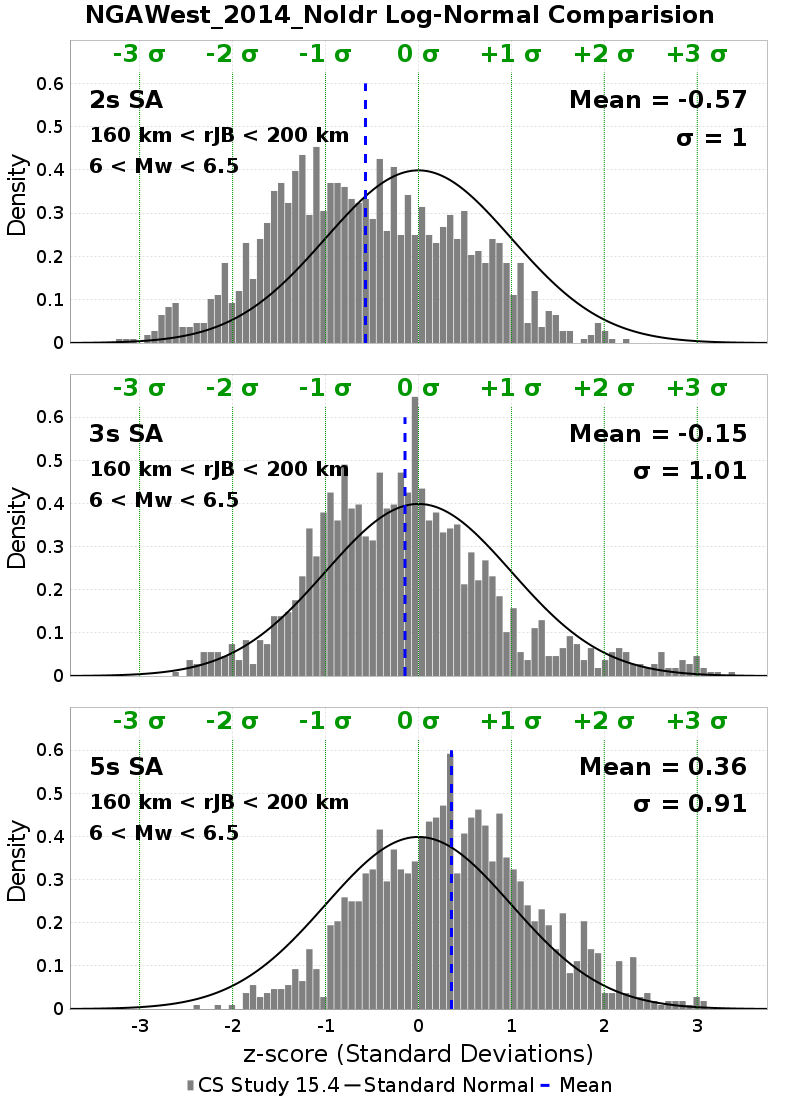 NGAWest_2014_NoIdr Log-Normal Comparision
-3 σ -2 σ -1 σ 0 σ +1 σ +2 σ +3 σ
2s SA
Mean = -0.57
160 km < rJB < 200 km
σ = 1
6 < Mw < 6.5
0.6
0.5
0.4
0.3
0.2
0.1
0
Density
-3 σ -2 σ -1 σ 0 σ +1 σ +2 σ +3 σ
3s SA
Mean = -0.15
160 km < rJB < 200 km
σ = 1.01
6 < Mw < 6.5
0.6
0.5
0.4
0.3
0.2
0.1
0
Density
-3 σ -2 σ -1 σ 0 σ +1 σ +2 σ +3 σ
5s SA
Mean = 0.36
160 km < rJB < 200 km
σ = 0.91
6 < Mw < 6.5
0.6
0.5
0.4
0.3
0.2
0.1
0
Density
-3 -2 -1 0 1 2 3
z-score (Standard Deviations)
CS Study 15.4 Standard Normal Mean